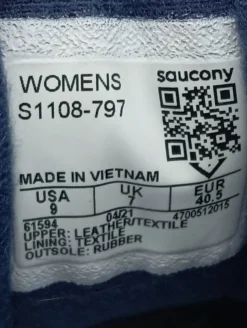 WOMENS saucony
S1108-797
MADE IN VIETNAM
USA UK EUR
9 7 40.5
61594 04/21 4700512015
UPPER: LEATHER/TEXTILE
LINING: TEXTILE
OUTSOLE: RUBBER